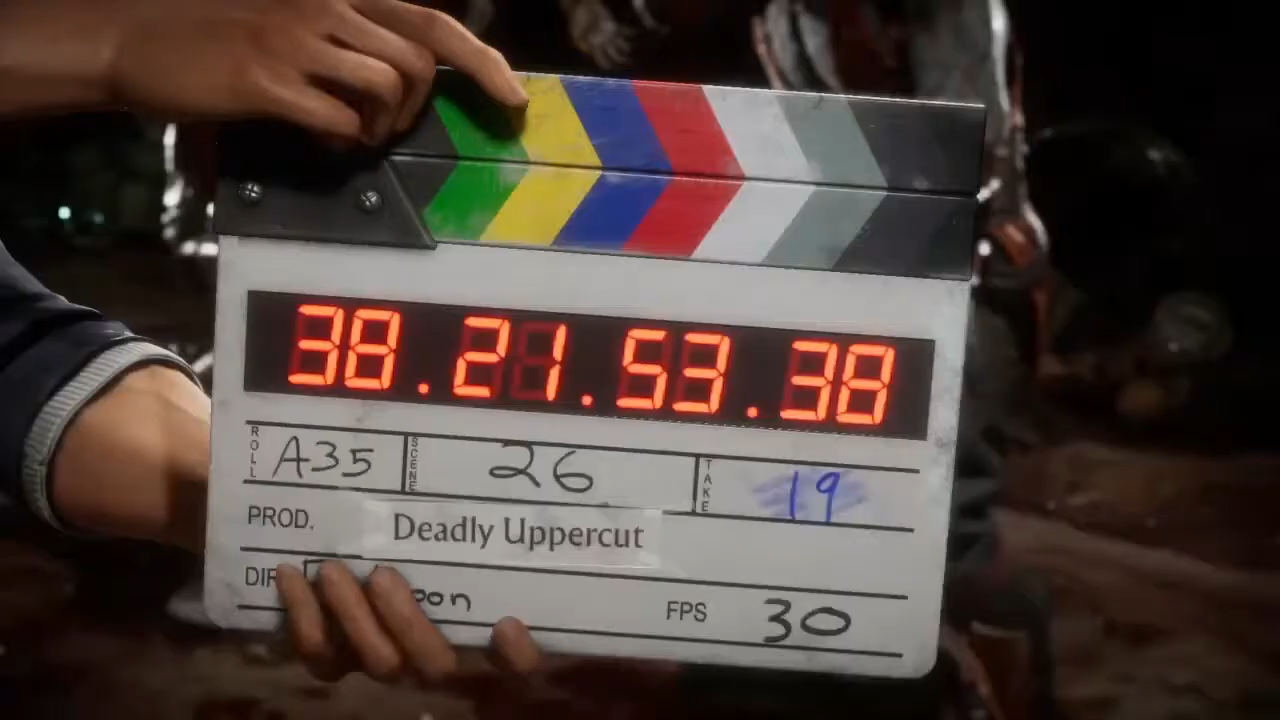 38.21.53.38
ROLL A35 SCENE 26 TAKE 19
PROD. Deadly Uppercut
FPS 30